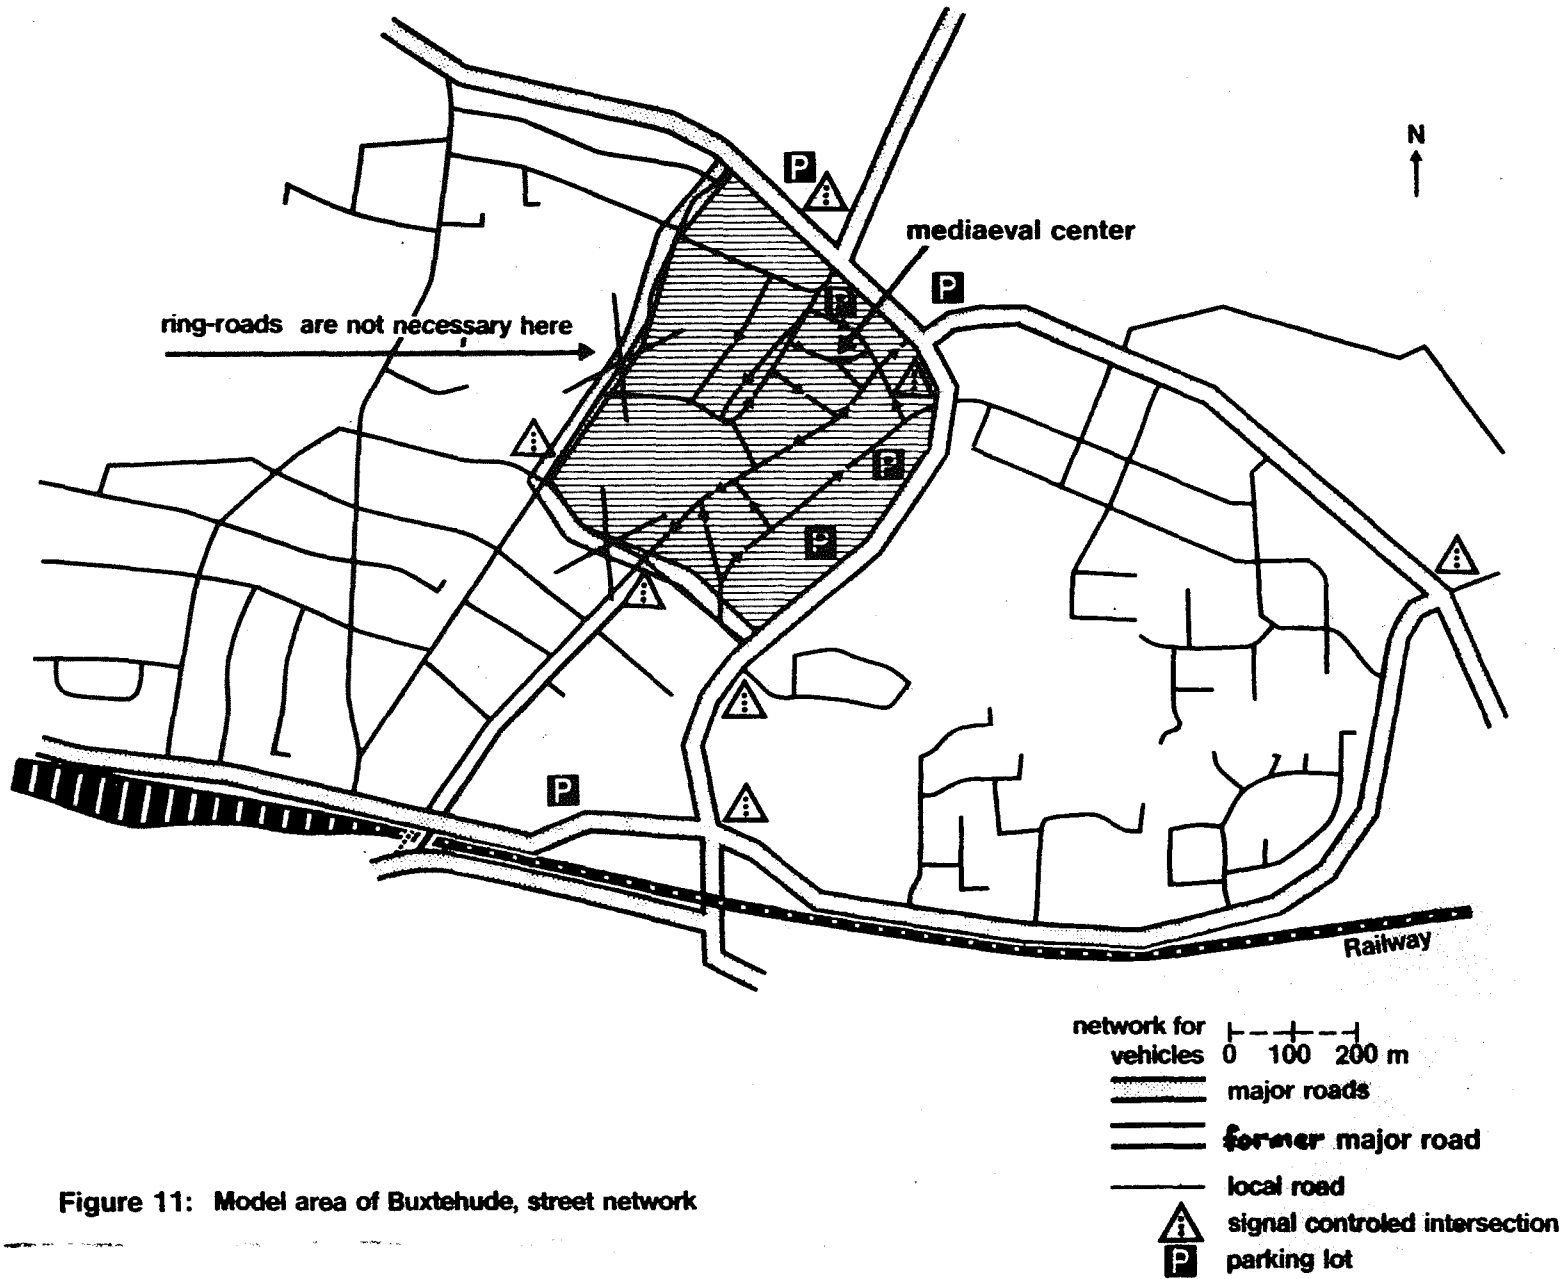 N
P
mediaeval center
P
P
ring-roads are not necessary here
P
P
P
Railway
network for
vehicles 0 100 200 m
major roads
former major road
local road
Figure 11: Model area of Buxtehude, street network
signal controled intersection
P parking lot